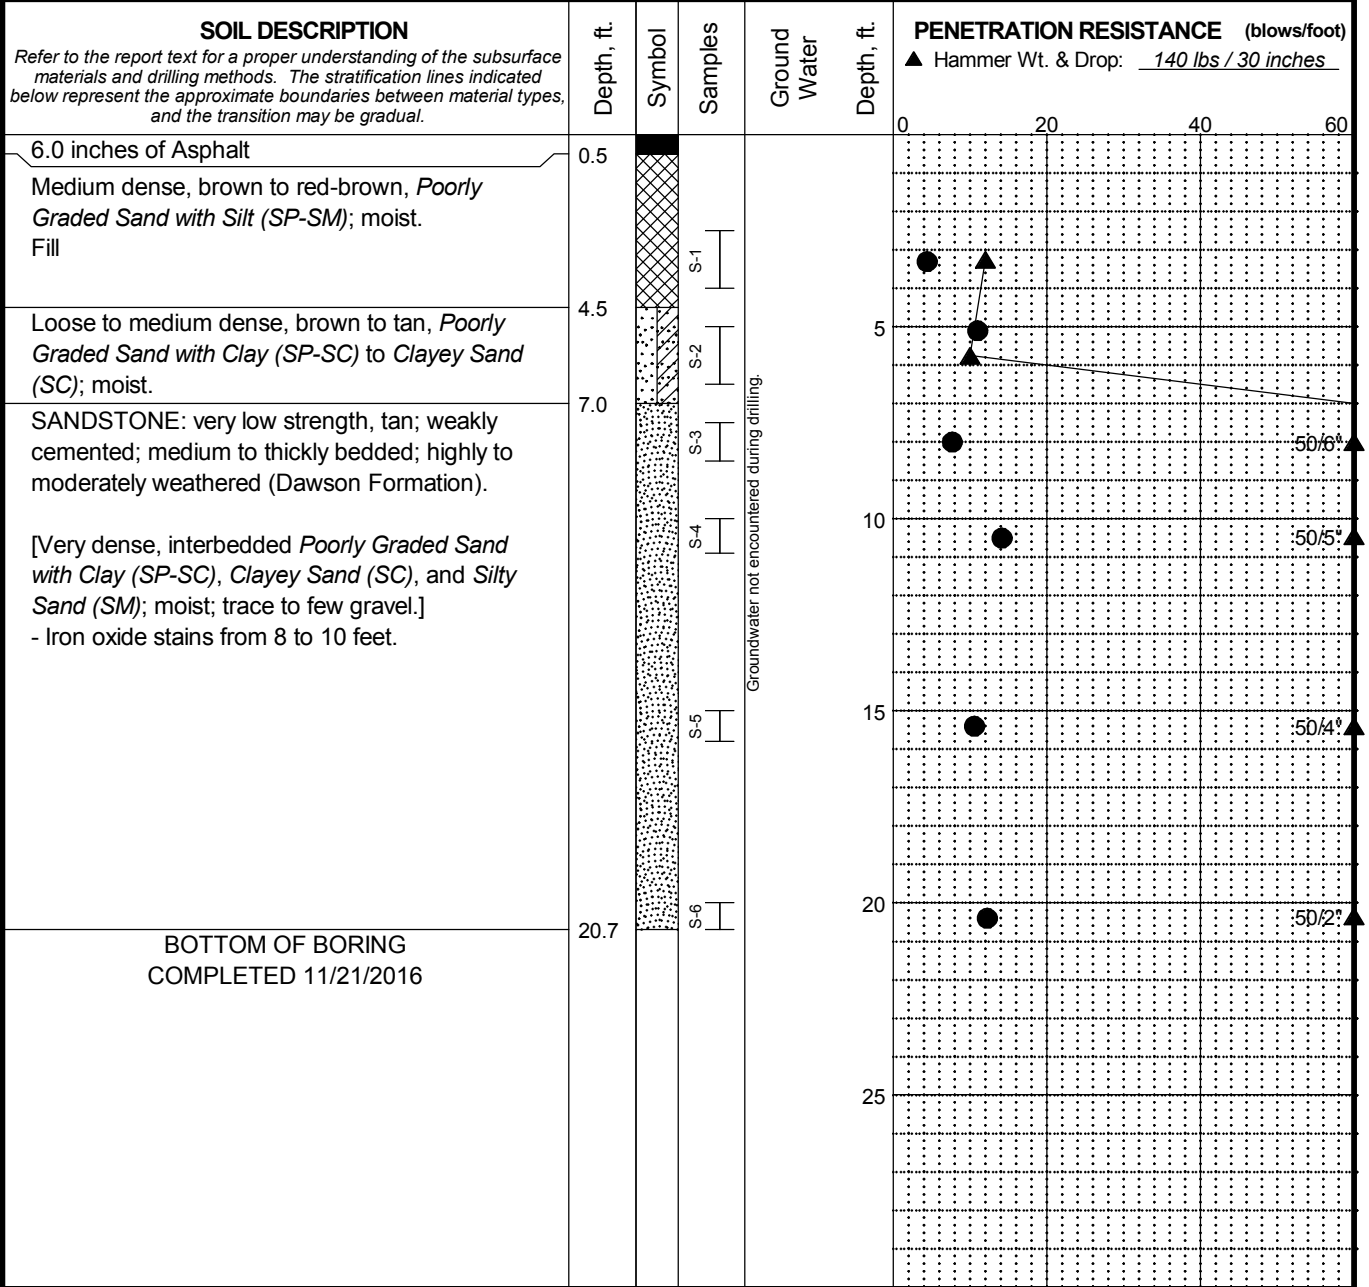 SOIL DESCRIPTION
Refer to the report text for a proper understanding of the subsurface
materials and drilling methods. The stratification lines indicated
below represent the approximate boundaries between material types,
and the transition may be gradual.
Depth, ft.
Symbol
Samples
Ground
Water
Depth, ft.
PENETRATION RESISTANCE (blows/foot)
▲ Hammer Wt. & Drop: 140 lbs / 30 inches
0 20 40 60
6.0 inches of Asphalt
0.5
Medium dense, brown to red-brown, Poorly
Graded Sand with Silt (SP-SM); moist.
Fill
S-1
4.5
Loose to medium dense, brown to tan, Poorly
Graded Sand with Clay (SP-SC) to Clayey Sand
(SC); moist.
S-2
5
7.0
SANDSTONE: very low strength, tan; weakly
cemented; medium to thickly bedded; highly to
moderately weathered (Dawson Formation).
S-3
50/6"
[Very dense, interbedded Poorly Graded Sand
with Clay (SP-SC), Clayey Sand (SC), and Silty
Sand (SM); moist; trace to few gravel.]
- Iron oxide stains from 8 to 10 feet.
S-4
Groundwater not encountered during drilling.
10
50/5"
S-5
15
50/4"
S-6
20
50/2"
20.7
BOTTOM OF BORING
COMPLETED 11/21/2016
25